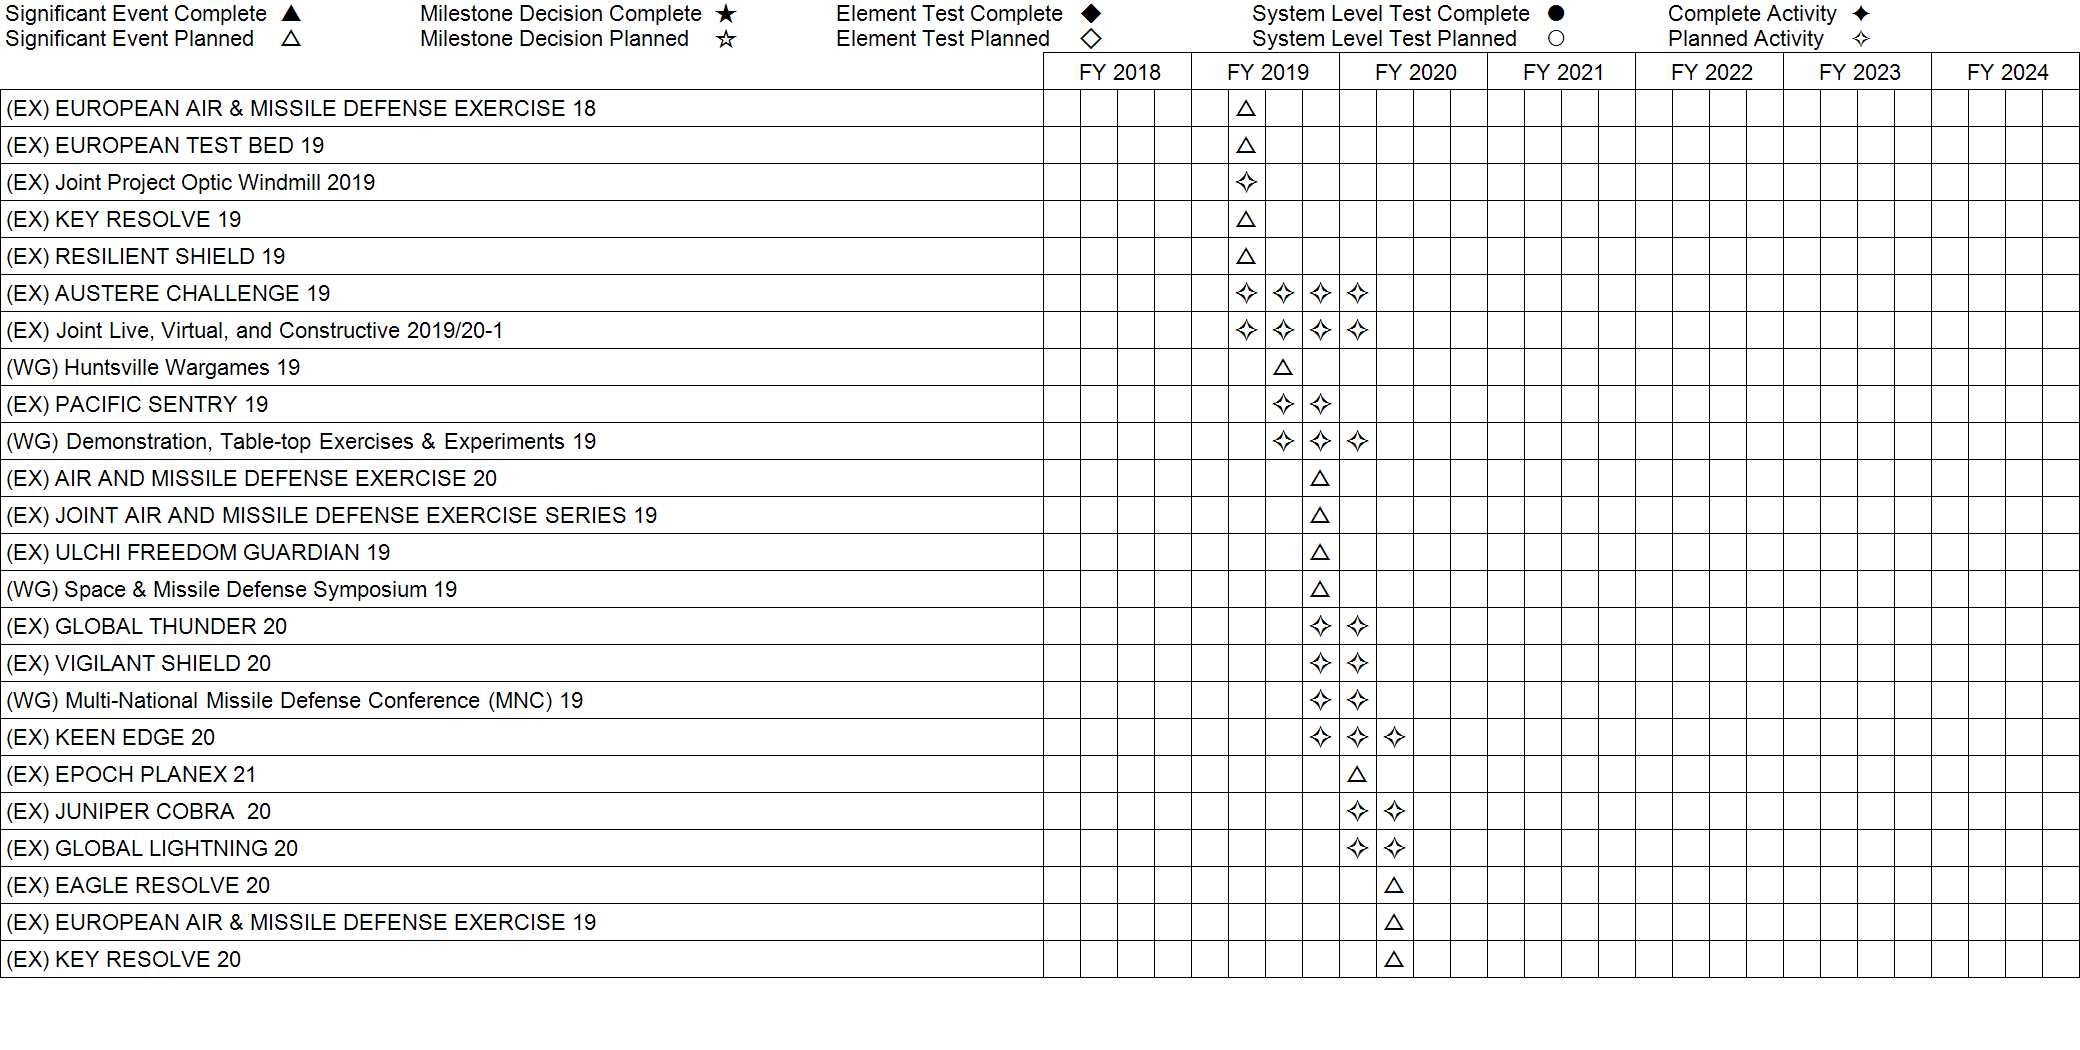 Significant Event Complete ▲ Milestone Decision Complete ★ Element Test Complete ◆ System Level Test Complete ● Complete Activity ✦
Significant Event Planned △ Milestone Decision Planned ☆ Element Test Planned ◇ System Level Test Planned ○ Planned Activity ✧
FY 2018 FY 2019 FY 2020 FY 2021 FY 2022 FY 2023 FY 2024
(EX) EUROPEAN AIR & MISSILE DEFENSE EXERCISE 18 △
(EX) EUROPEAN TEST BED 19 △
(EX) Joint Project Optic Windmill 2019 ✧
(EX) KEY RESOLVE 19 △
(EX) RESILIENT SHIELD 19 △
(EX) AUSTERE CHALLENGE 19 ✧ ✧ ✧ ✧
(EX) Joint Live, Virtual, and Constructive 2019/20-1 ✧ ✧ ✧ ✧
(WG) Huntsville Wargames 19 △
(EX) PACIFIC SENTRY 19 ✧ ✧
(WG) Demonstration, Table-top Exercises & Experiments 19 ✧ ✧ ✧
(EX) AIR AND MISSILE DEFENSE EXERCISE 20 △
(EX) JOINT AIR AND MISSILE DEFENSE EXERCISE SERIES 19 △
(EX) ULCHI FREEDOM GUARDIAN 19 △
(WG) Space & Missile Defense Symposium 19 △
(EX) GLOBAL THUNDER 20 ✧ ✧
(EX) VIGILANT SHIELD 20 ✧ ✧
(WG) Multi-National Missile Defense Conference (MNC) 19 ✧ ✧
(EX) KEEN EDGE 20 ✧ ✧ ✧
(EX) EPOCH PLANEX 21 △
(EX) JUNIPER COBRA  20 ✧ ✧
(EX) GLOBAL LIGHTNING 20 ✧ ✧
(EX) EAGLE RESOLVE 20 △
(EX) EUROPEAN AIR & MISSILE DEFENSE EXERCISE 19 △
(EX) KEY RESOLVE 20 △